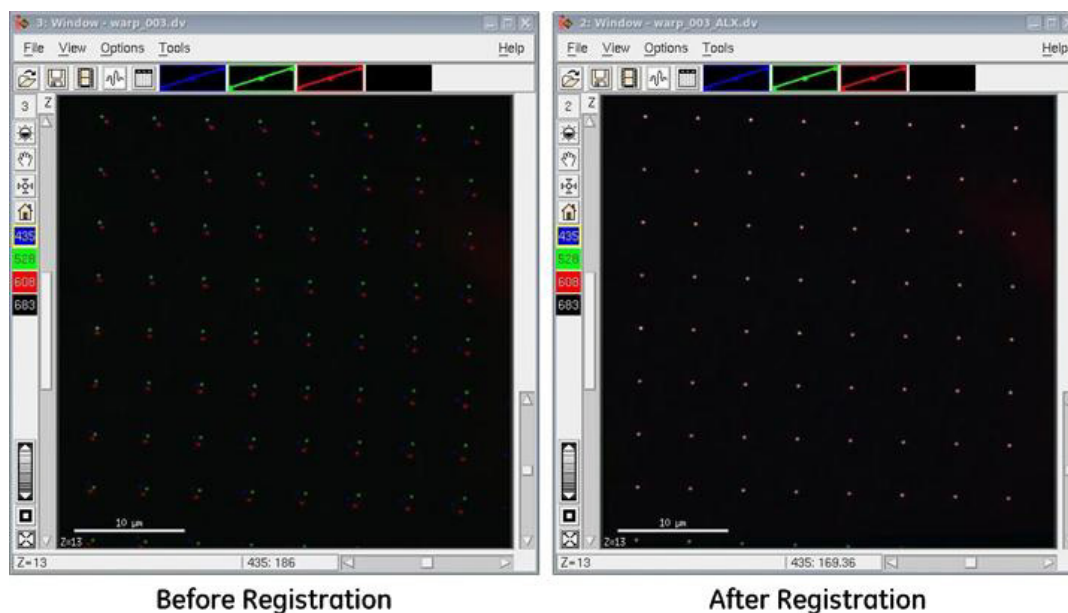 3: Window - warp_003.dv
File View Options Tools Help
3 Z
435
528
608
683
10 µm
Z=13
Z=13 435: 186
Before Registration
2: Window - warp_003_ALX.dv
File View Options Tools Help
2 Z
435
528
608
683
10 µm
Z=13
Z=13 435: 169.36
After Registration